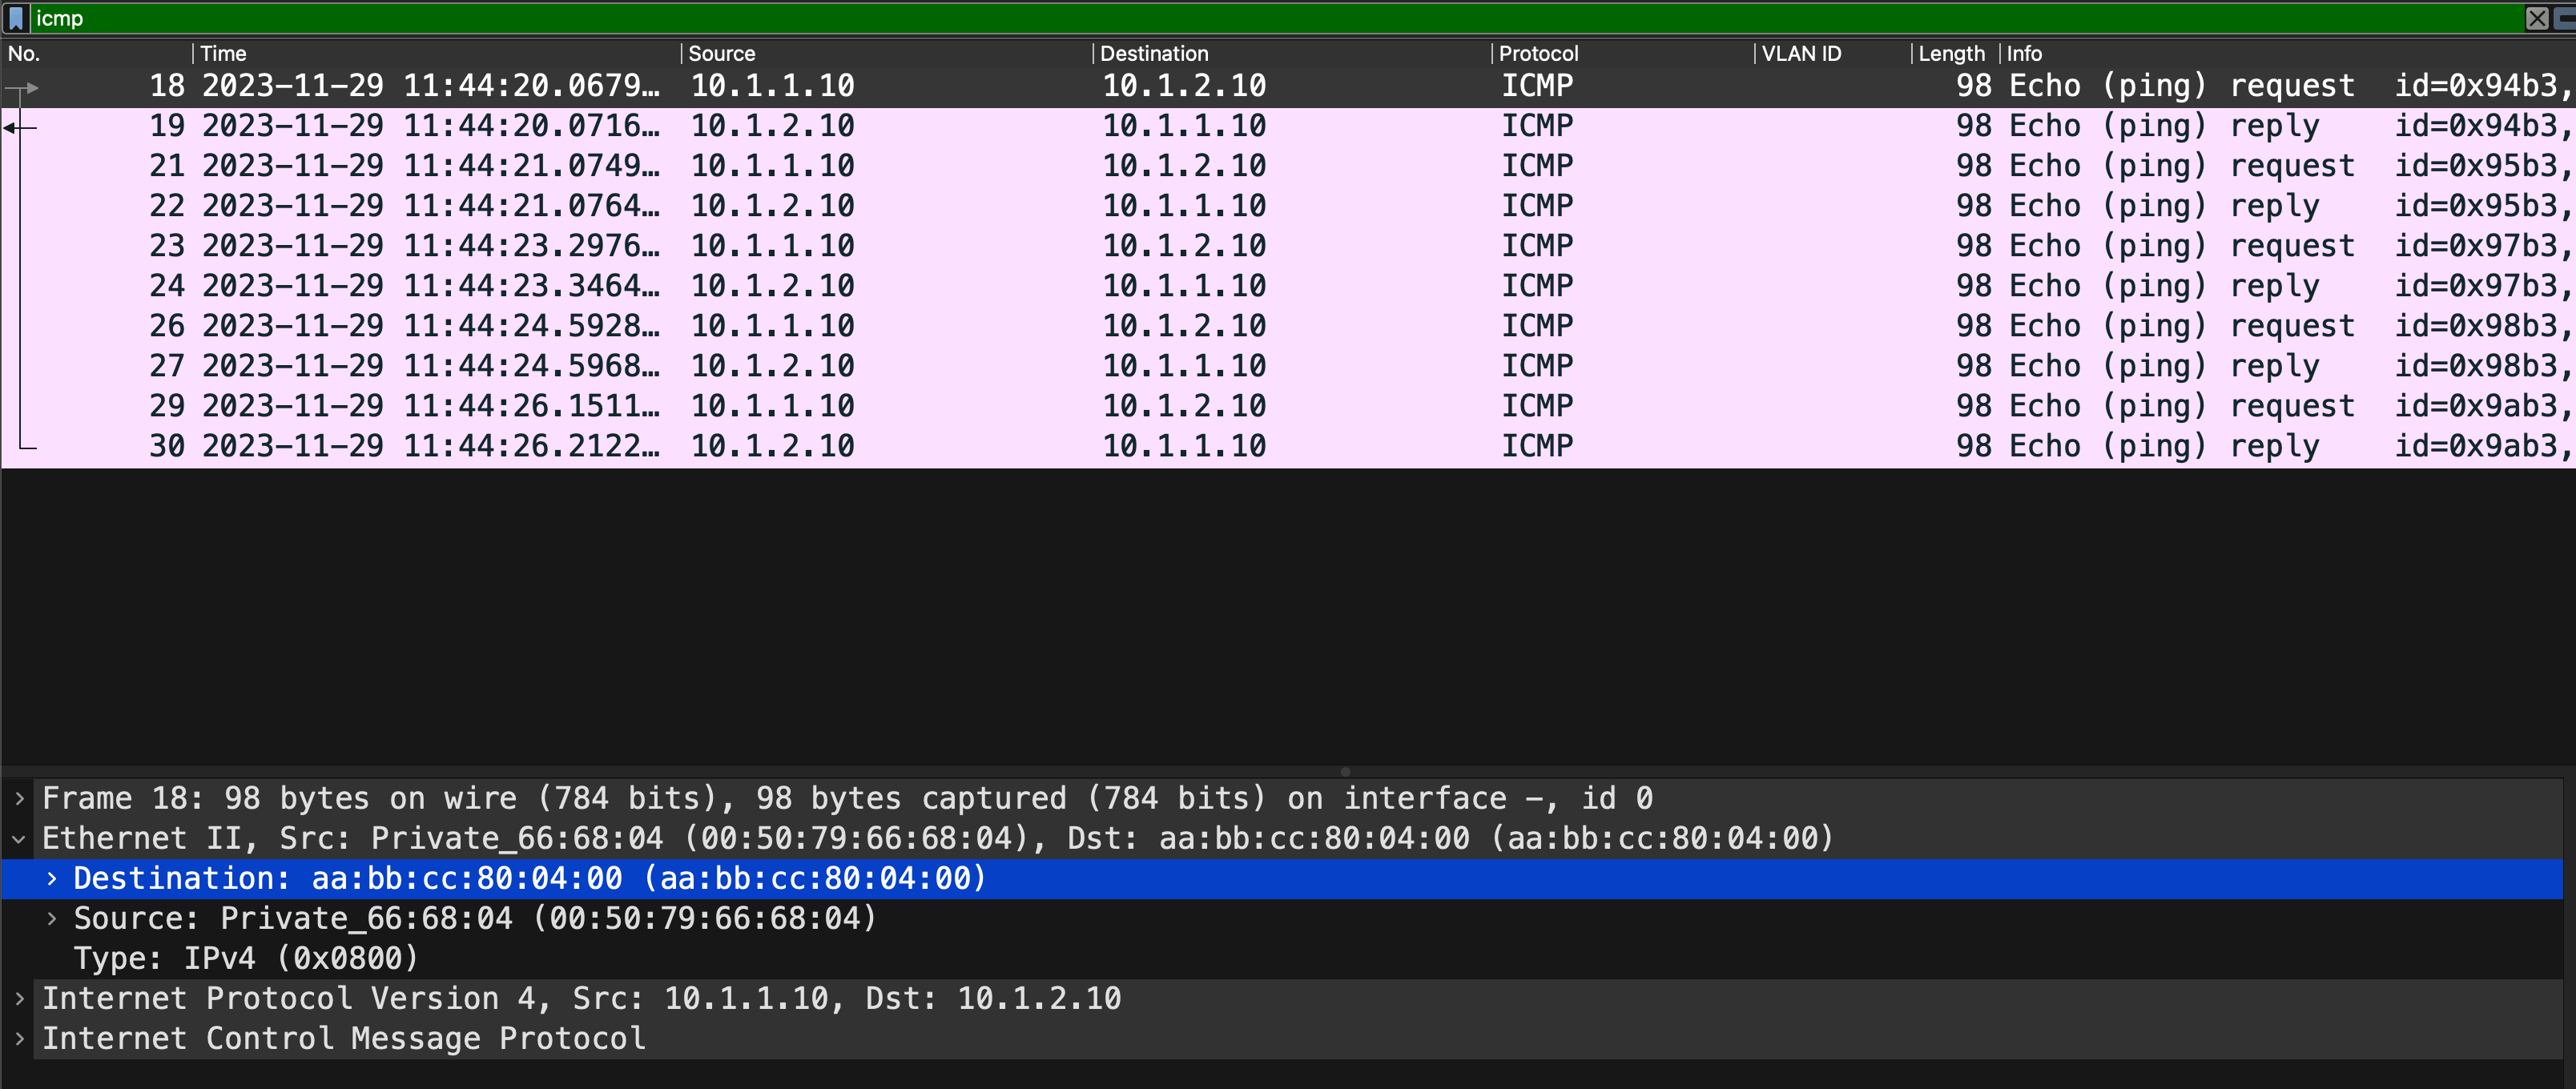 icmp
No. Time Source Destination Protocol VLAN ID Length Info
18 2023-11-29 11:44:20.0679… 10.1.1.10 10.1.2.10 ICMP 98 Echo (ping) request id=0x94b3,
19 2023-11-29 11:44:20.0716… 10.1.2.10 10.1.1.10 ICMP 98 Echo (ping) reply id=0x94b3,
21 2023-11-29 11:44:21.0749… 10.1.1.10 10.1.2.10 ICMP 98 Echo (ping) request id=0x95b3,
22 2023-11-29 11:44:21.0764… 10.1.2.10 10.1.1.10 ICMP 98 Echo (ping) reply id=0x95b3,
23 2023-11-29 11:44:23.2976… 10.1.1.10 10.1.2.10 ICMP 98 Echo (ping) request id=0x97b3,
24 2023-11-29 11:44:23.3464… 10.1.2.10 10.1.1.10 ICMP 98 Echo (ping) reply id=0x97b3,
26 2023-11-29 11:44:24.5928… 10.1.1.10 10.1.2.10 ICMP 98 Echo (ping) request id=0x98b3,
27 2023-11-29 11:44:24.5968… 10.1.2.10 10.1.1.10 ICMP 98 Echo (ping) reply id=0x98b3,
29 2023-11-29 11:44:26.1511… 10.1.1.10 10.1.2.10 ICMP 98 Echo (ping) request id=0x9ab3,
30 2023-11-29 11:44:26.2122… 10.1.2.10 10.1.1.10 ICMP 98 Echo (ping) reply id=0x9ab3,
Frame 18: 98 bytes on wire (784 bits), 98 bytes captured (784 bits) on interface -, id 0
Ethernet II, Src: Private_66:68:04 (00:50:79:66:68:04), Dst: aa:bb:cc:80:04:00 (aa:bb:cc:80:04:00)
Destination: aa:bb:cc:80:04:00 (aa:bb:cc:80:04:00)
Source: Private_66:68:04 (00:50:79:66:68:04)
Type: IPv4 (0x0800)
Internet Protocol Version 4, Src: 10.1.1.10, Dst: 10.1.2.10
Internet Control Message Protocol